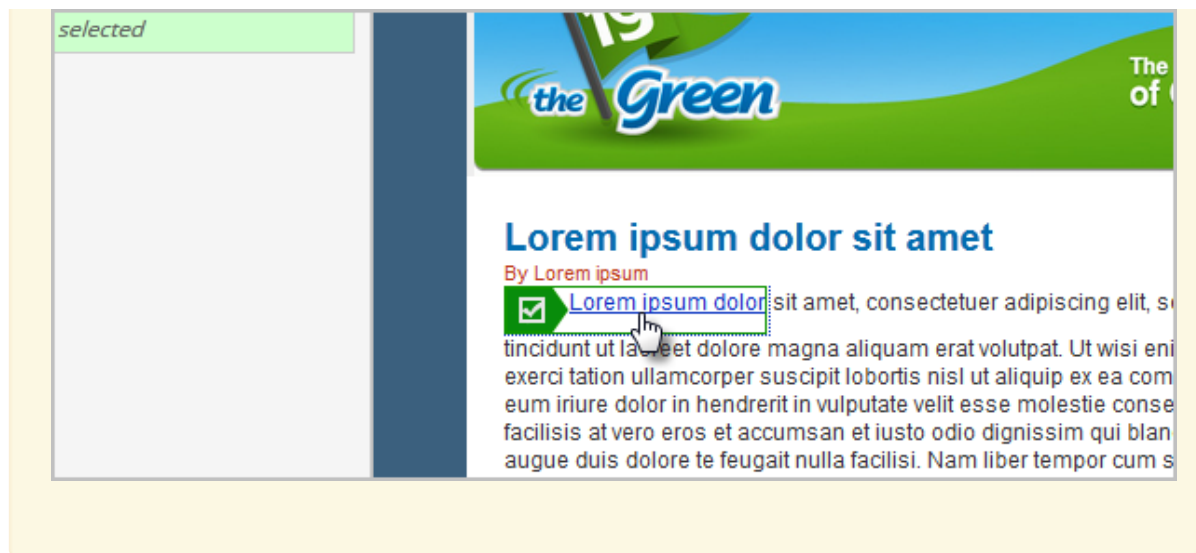 selected
19
the Green
The
of
Lorem ipsum dolor sit amet
By Lorem ipsum
Lorem ipsum dolor sit amet, consectetuer adipiscing elit,
tincidunt ut laoreet dolore magna aliquam erat volutpat. Ut wisi eni
exerci tation ullamcorper suscipit lobortis nisl ut aliquip ex ea com
eum iriure dolor in hendrerit in vulputate velit esse molestie conse
facilisis at vero eros et accumsan et iusto odio dignissim qui blan
augue duis dolore te feugait nulla facilisi. Nam liber tempor cum s